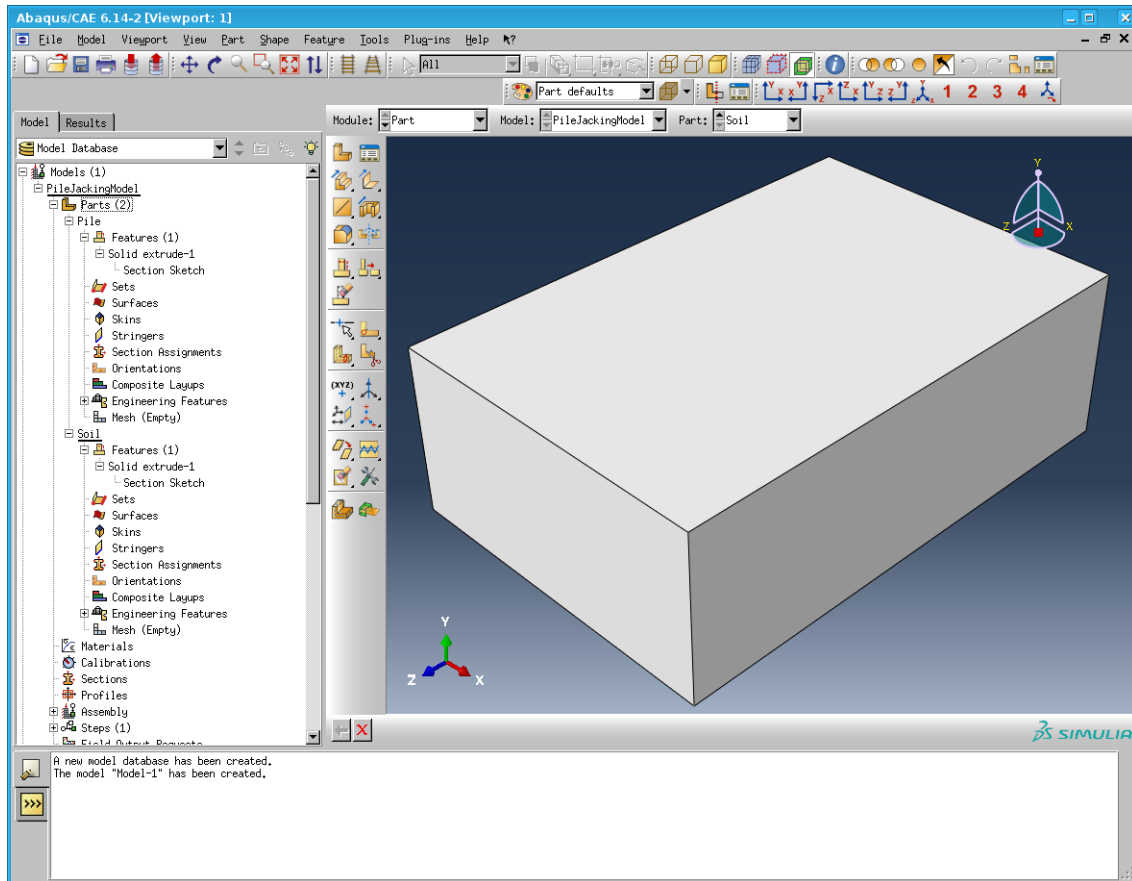 Abaqus/CAE 6.14-2 [Viewport: 1]
File Model Viewport View Part Shape Feature Tools Plug-ins Help
All
Part defaults
1 2 3 4
Model Results
Module: Part Model: PileJackingModel Part: Soil
Model Database
Models (1)
PileJackingModel
Parts (2)
Pile
Features (1)
Solid extrude-1
Section Sketch
Sets
Surfaces
Skins
Stringers
Section Assignments
Orientations
Composite Layups
Engineering Features
Mesh (Empty)
Soil
Features (1)
Solid extrude-1
Section Sketch
Sets
Surfaces
Skins
Stringers
Section Assignments
Orientations
Composite Layups
Engineering Features
Mesh (Empty)
Materials
Calibrations
Sections
Profiles
Assembly
Steps (1)
Field Output Requests
(XYZ)
Y
Z X
Y
Z X
SIMULIA
A new model database has been created.
The model "Model-1" has been created.
>>>